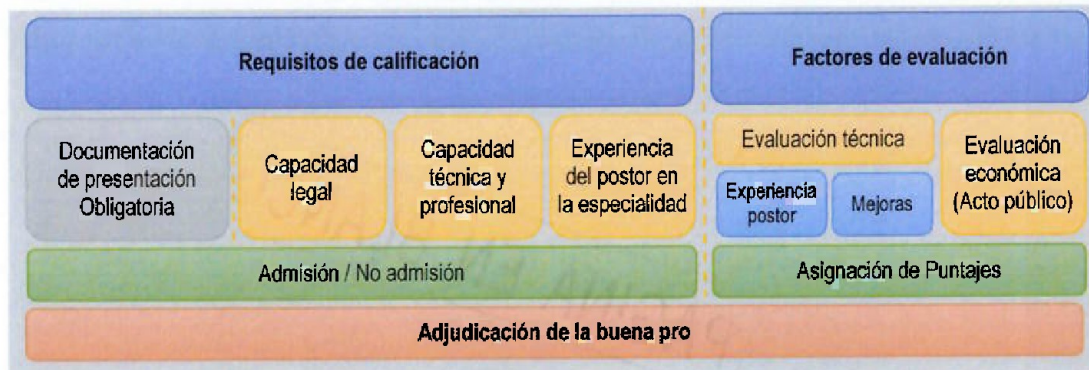 Requisitos de calificación
Factores de evaluación
Documentación
de presentación
Obligatoria
Capacidad
legal
Capacidad
técnica y
profesional
Experiencia
del postor en
la especialidad
Evaluación técnica
Experiencia
postor
Mejoras
Evaluación
económica
(Acto público)
Admisión / No admisión
Asignación de Puntajes
Adjudicación de la buena pro